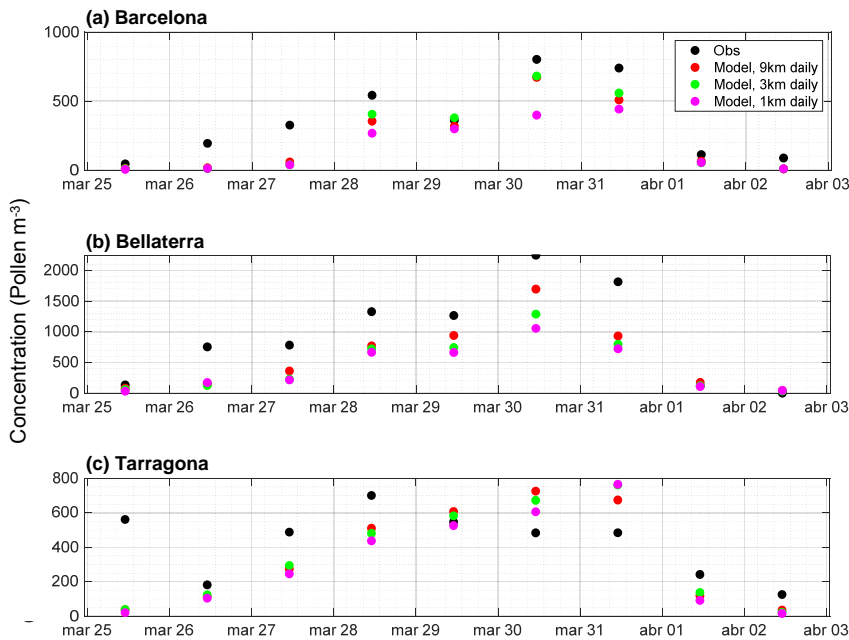 (a) Barcelona
1000
500
0
mar 25 mar 26 mar 27 mar 28 mar 29 mar 30 mar 31 abr 01 abr 02 abr 03
Obs
Model, 9km daily
Model, 3km daily
Model, 1km daily
Concentration (Pollen m-3)
(b) Bellaterra
2000
1500
1000
500
0
mar 25 mar 26 mar 27 mar 28 mar 29 mar 30 mar 31 abr 01 abr 02 abr 03
(c) Tarragona
800
600
400
200
0
mar 25 mar 26 mar 27 mar 28 mar 29 mar 30 mar 31 abr 01 abr 02 abr 03